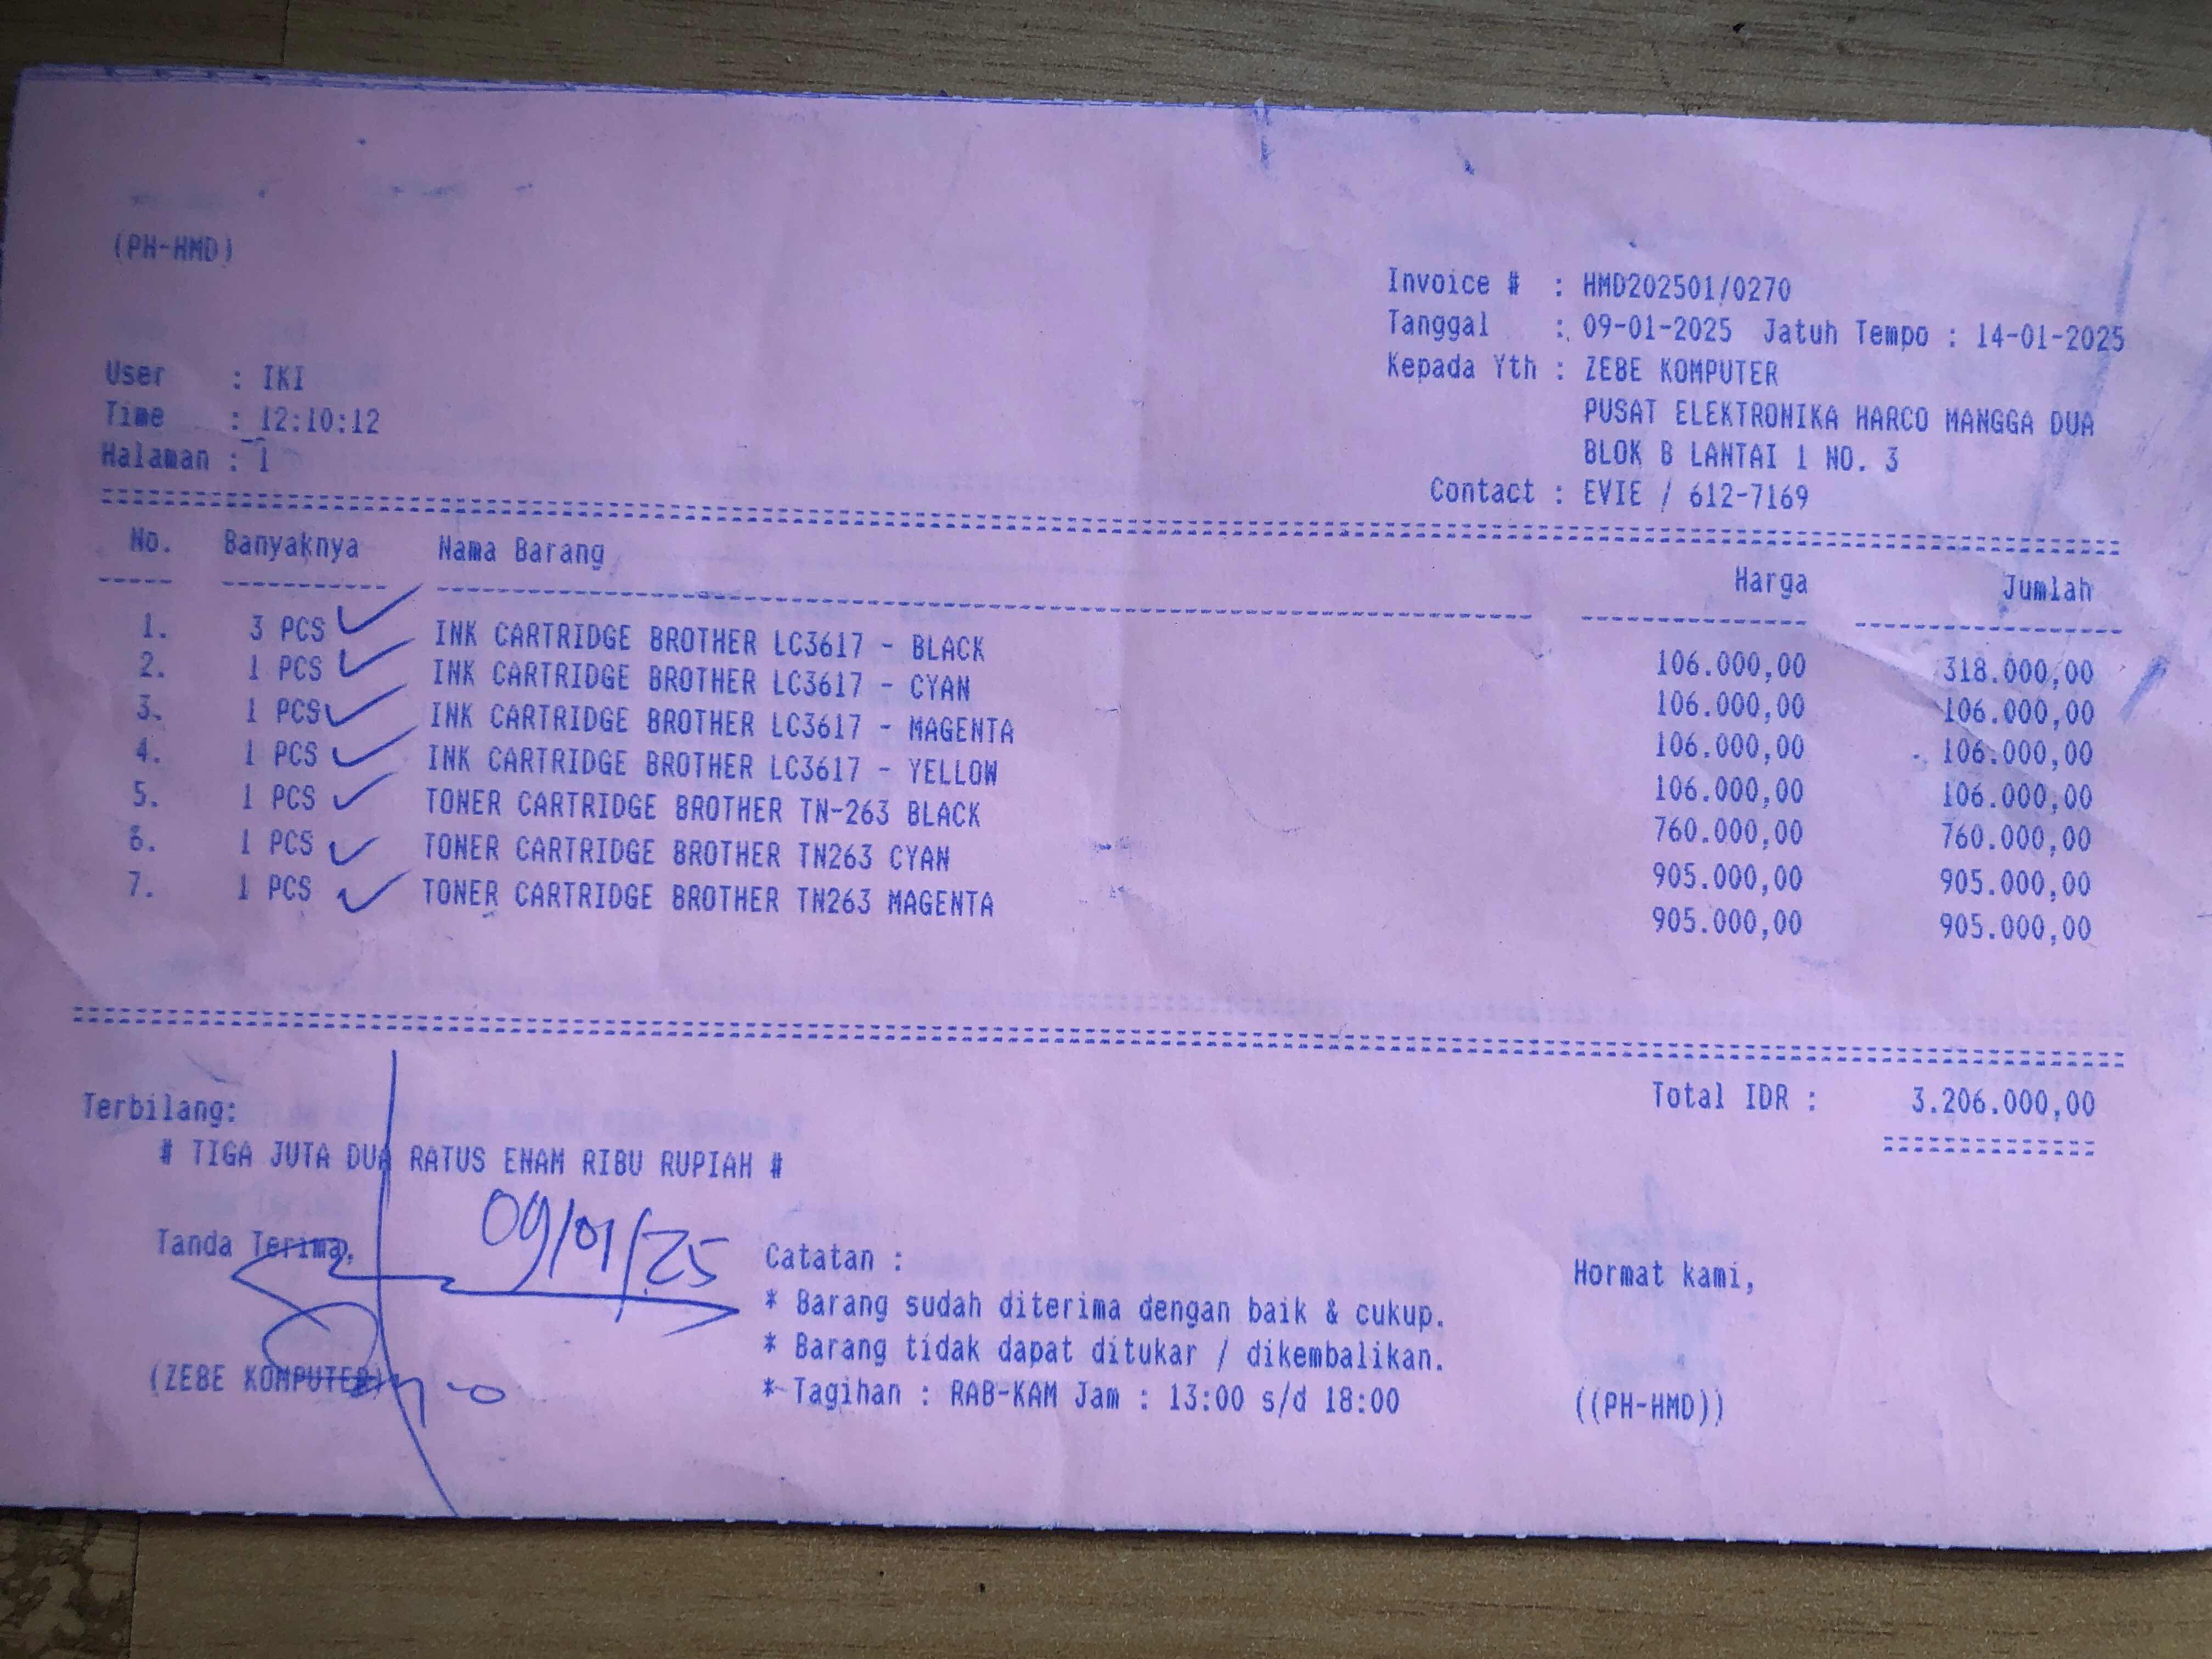 (PH-HMD)
Invoice # : HMD202501/0270
Tanggal : 09-01-2025 Jatuh Tempo : 14-01-2025
Kepada Yth : ZEBE KOMPUTER
PUSAT ELEKTRONIKA HARCO MANGGA DUA
BLOK B LANTAI 1 NO. 3
Contact : EVIE / 612-7169
User : IKI
Time : 12:10:12
Halaman : 1
No. Banyaknya Nama Barang Harga Jumlah
1. 3 PCS INK CARTRIDGE BROTHER LC3617 - BLACK 106.000,00 318.000,00
2. 1 PCS INK CARTRIDGE BROTHER LC3617 - CYAN 106.000,00 106.000,00
3. 1 PCS INK CARTRIDGE BROTHER LC3617 - MAGENTA 106.000,00 106.000,00
4. 1 PCS INK CARTRIDGE BROTHER LC3617 - YELLOW 106.000,00 106.000,00
5. 1 PCS TONER CARTRIDGE BROTHER TN-263 BLACK 760.000,00 760.000,00
6. 1 PCS TONER CARTRIDGE BROTHER TN263 CYAN 905.000,00 905.000,00
7. 1 PCS TONER CARTRIDGE BROTHER TN263 MAGENTA 905.000,00 905.000,00
Total IDR : 3.206.000,00
Terbilang:
# TIGA JUTA DUA RATUS ENAM RIBU RUPIAH #
09/01/25
Tanda Terima,
(ZEBE KOMPUTER)
Catatan :
* Barang sudah diterima dengan baik & cukup.
* Barang tidak dapat ditukar / dikembalikan.
* Tagihan : RAB-KAM Jam : 13:00 s/d 18:00
Hormat kami,
((PH-HMD))